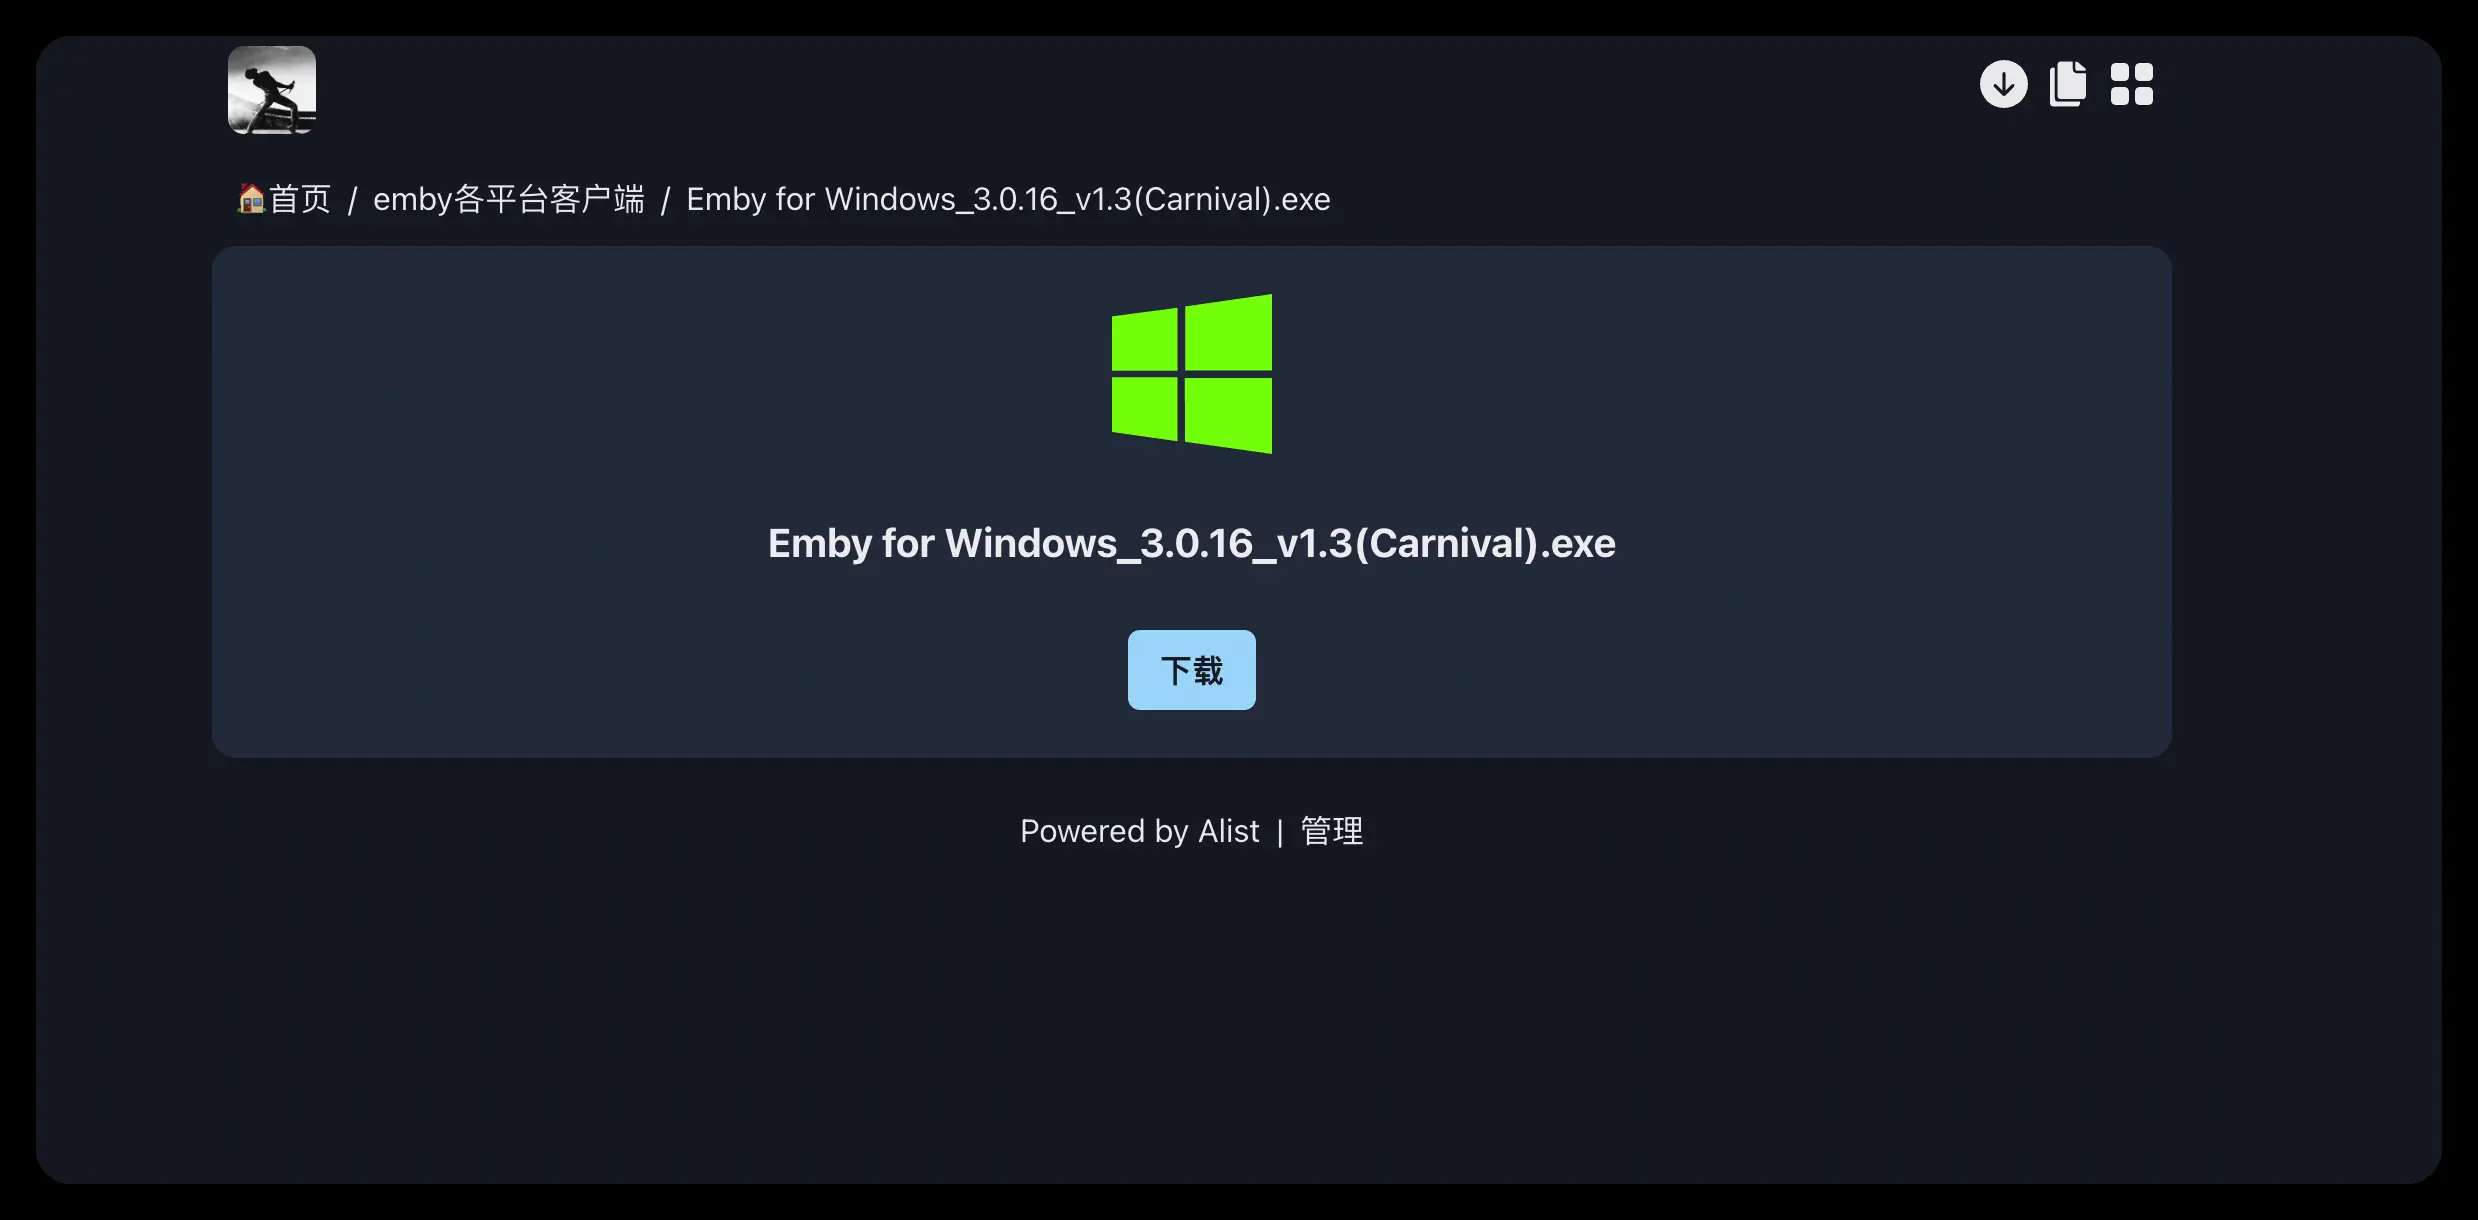 🏠首页 / emby各平台客户端 / Emby for Windows_3.0.16_v1.3(Carnival).exe
Emby for Windows_3.0.16_v1.3(Carnival).exe
下载
Powered by Alist | 管理